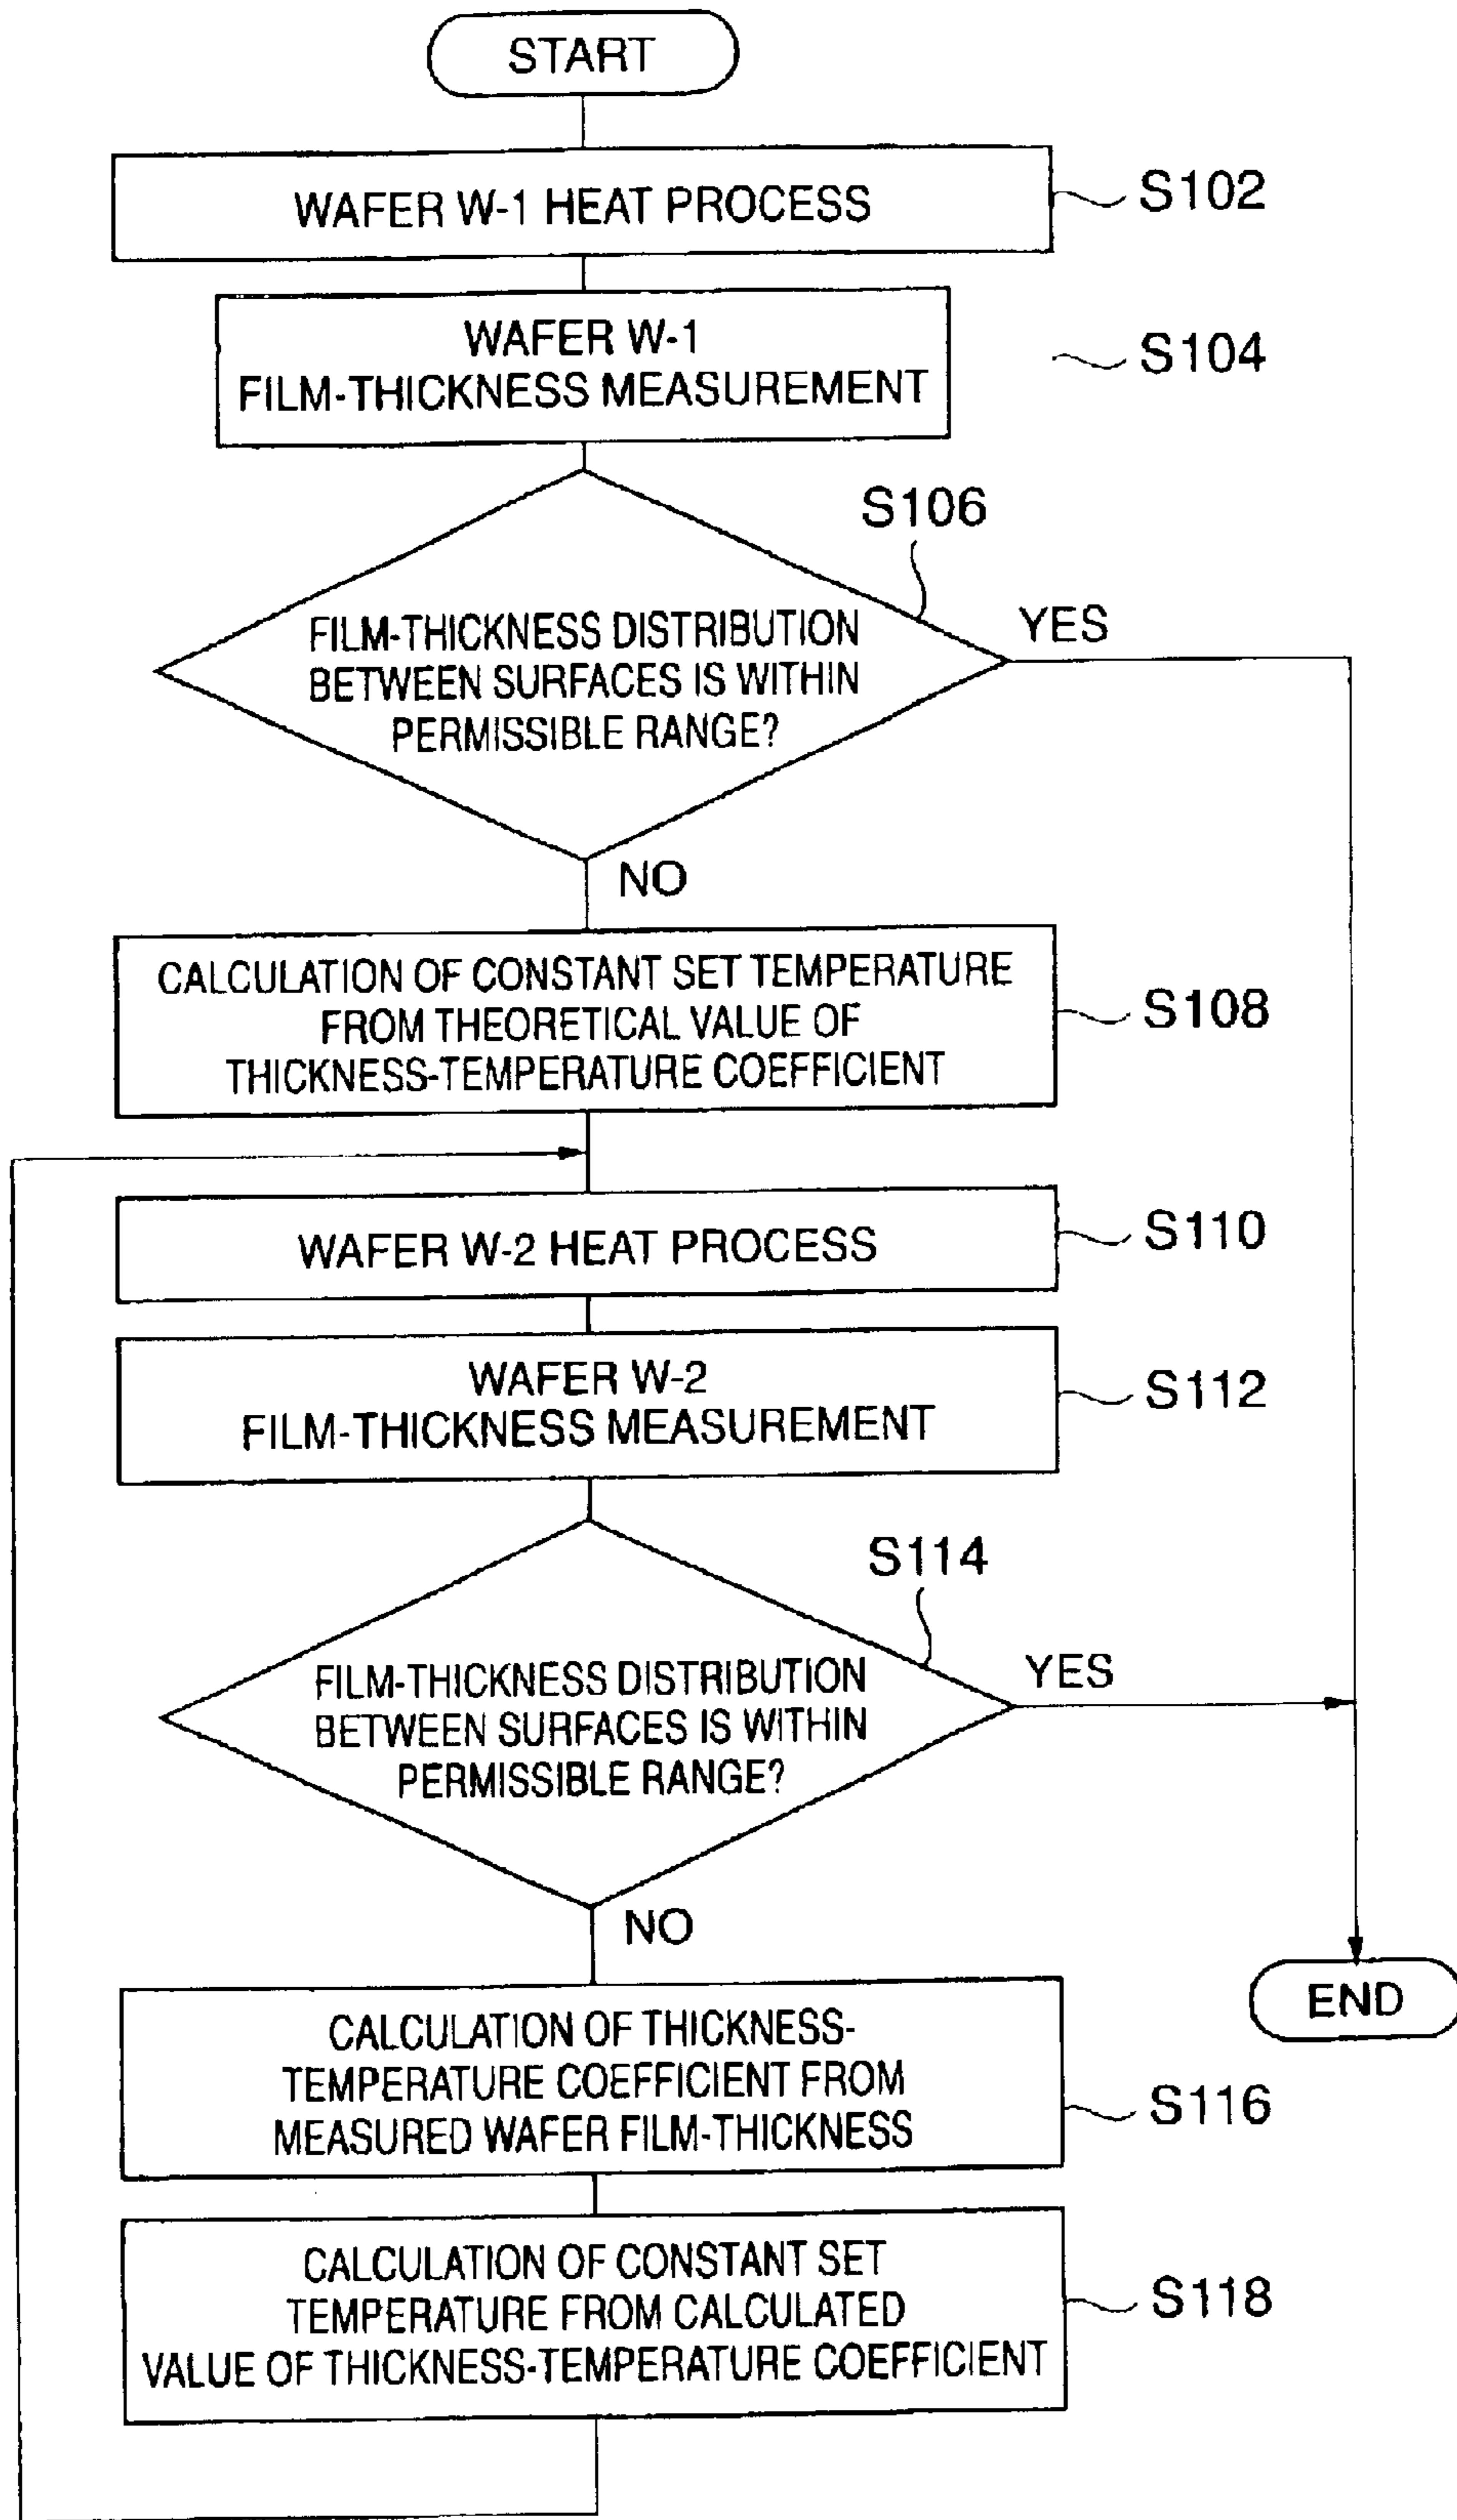 START
WAFER W-1 HEAT PROCESS
S102
WAFER W-1
FILM-THICKNESS MEASUREMENT
S104
S106
FILM-THICKNESS DISTRIBUTION
BETWEEN SURFACES IS WITHIN
PERMISSIBLE RANGE?
YES
NO
CALCULATION OF CONSTANT SET TEMPERATURE
FROM THEORETICAL VALUE OF
THICKNESS-TEMPERATURE COEFFICIENT
S108
WAFER W-2 HEAT PROCESS
S110
WAFER W-2
FILM-THICKNESS MEASUREMENT
S112
S114
FILM-THICKNESS DISTRIBUTION
BETWEEN SURFACES IS WITHIN
PERMISSIBLE RANGE?
YES
NO
END
CALCULATION OF THICKNESS-
TEMPERATURE COEFFICIENT FROM
MEASURED WAFER FILM-THICKNESS
S116
CALCULATION OF CONSTANT SET
TEMPERATURE FROM CALCULATED
VALUE OF THICKNESS-TEMPERATURE COEFFICIENT
S118